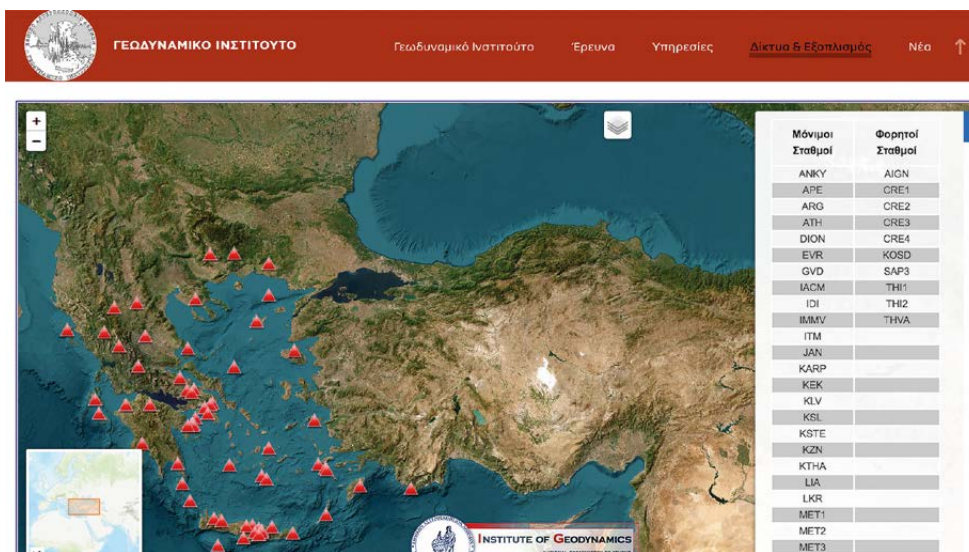 ΓΕΩΔΥΝΑΜΙΚΟ ΙΝΣΤΙΤΟΥΤΟ
Γεωδυναμικό Ινστιτούτο Έρευνα Υπηρεσίες Δίκτυα & Εξοπλισμός Νέα ↑
+
−
Μόνιμοι Σταθμοί Φορητοί Σταθμοί
ANKY AIGN
APE CRE1
ARG CRE2
ATH CRE3
DION CRE4
EVR KOSD
GVD SAP3
IACM THI1
IDI THI2
IMMV THVA
ITM
JAN
KARP
KEK
KLV
KSL
KSTE
KZN
KTHA
LIA
LKR
MET1
MET2
MET3
INSTITUTE OF GEODYNAMICS